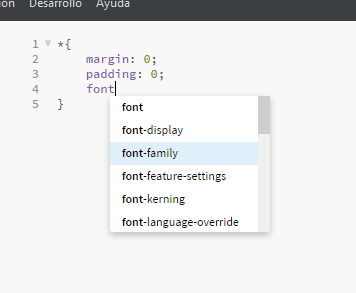 ion Desarrollo Ayuda
1 *{
2 margin: 0;
3 padding: 0;
4 font
5 }
font
font-display
font-family
font-feature-settings
font-kerning
font-language-override